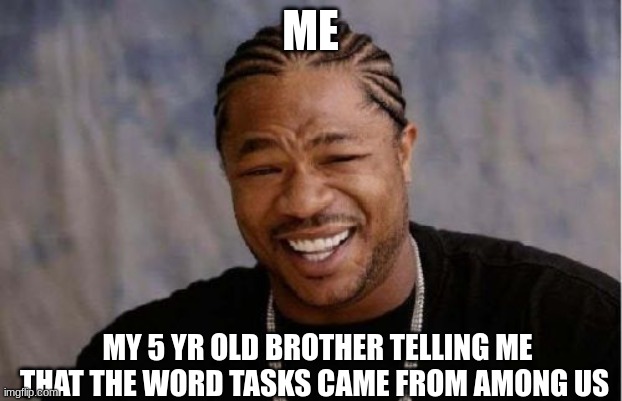 ME
MY 5 YR OLD BROTHER TELLING ME
THAT THE WORD TASKS CAME FROM AMONG US
imgflip.com